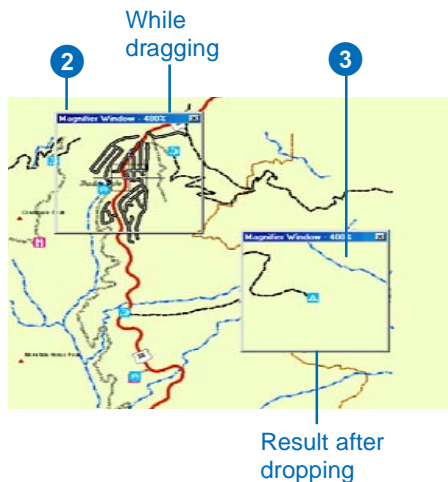 While
dragging
2
3
Magnifier Window - 400%
Magnifier Window - 400%
Result after
dropping